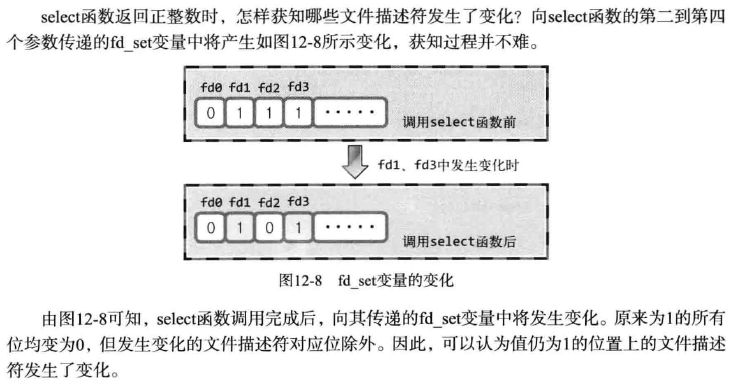 select函数返回正整数时，怎样获知哪些文件描述符发生了变化？向select函数的第二到第四
个参数传递的fd_set变量中将产生如图12-8所示变化，获知过程并不难。
fd0 fd1 fd2 fd3
0 1 1 1 ·····
调用select函数前
fd1、fd3中发生变化时
fd0 fd1 fd2 fd3
0 1 0 1 ·····
调用select函数后
图12-8 fd_set变量的变化
由图12-8可知，select函数调用完成后，向其传递的fd_set变量中将发生变化。原来为1的所有
位均变为0，但发生变化的文件描述符对应位除外。因此，可以认为值仍为1的位置上的文件描述
符发生了变化。